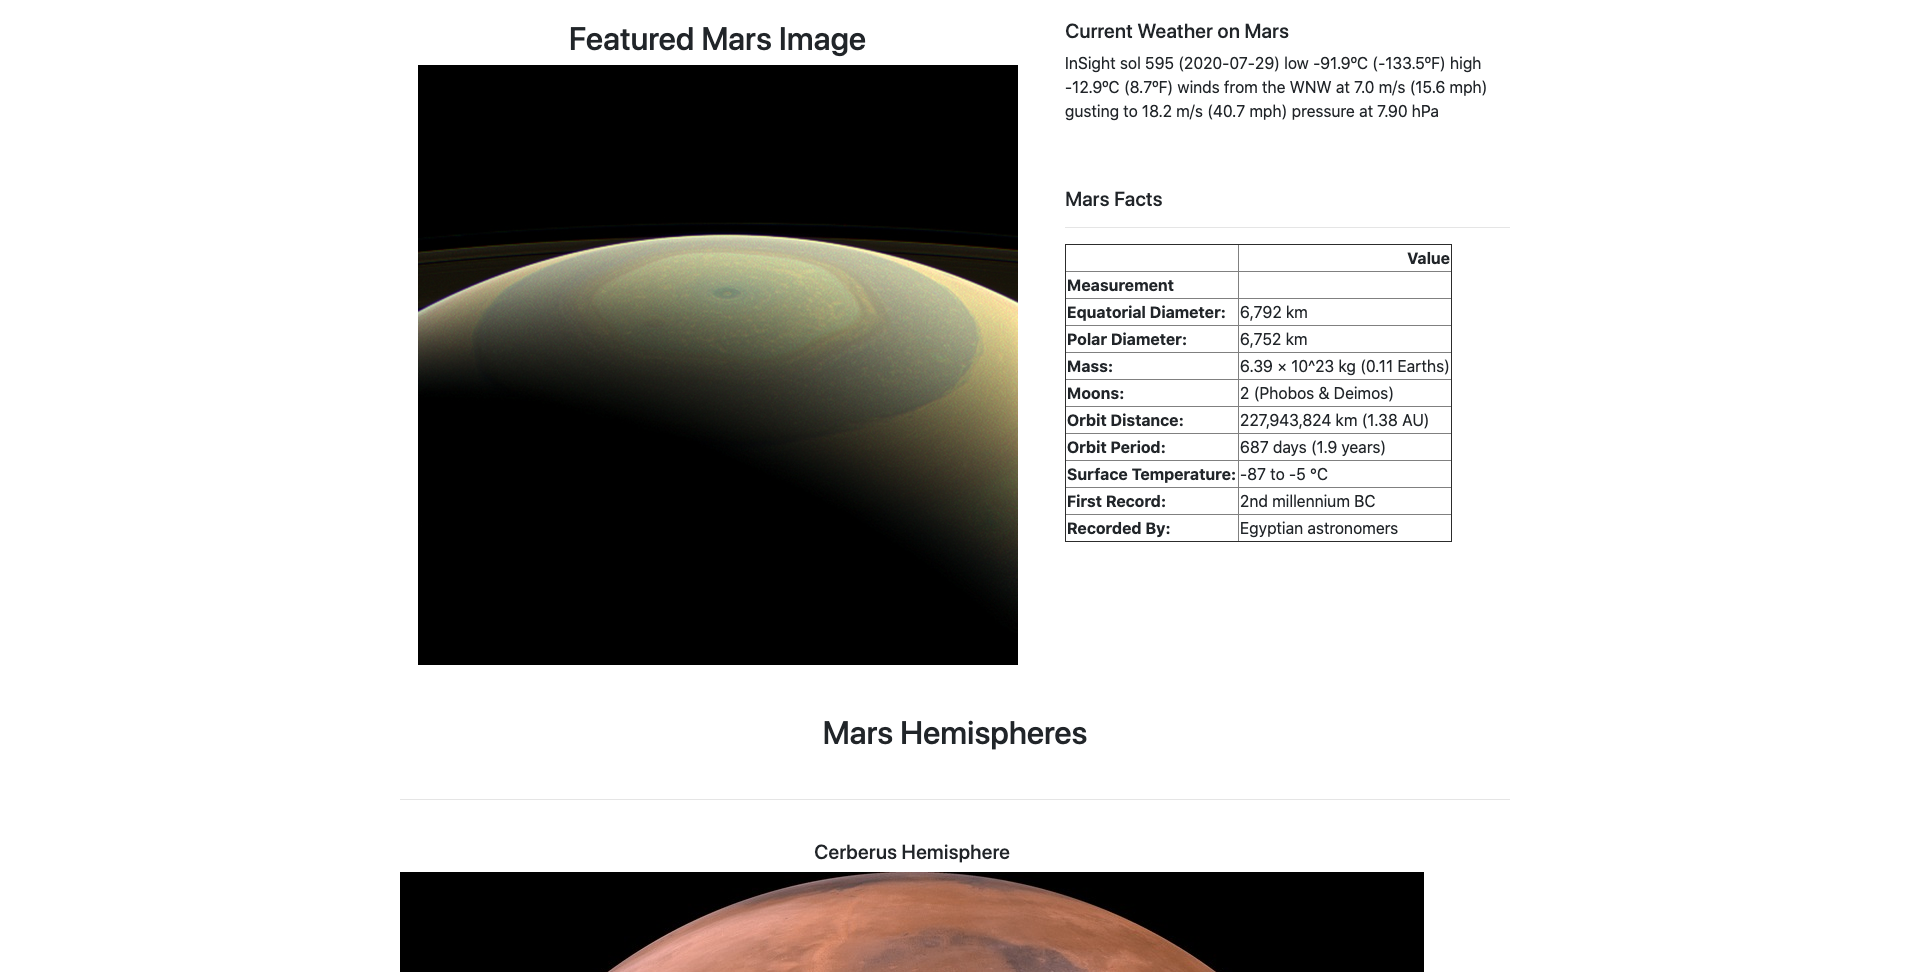 Featured Mars Image
Current Weather on Mars
InSight sol 595 (2020-07-29) low -91.9ºC (-133.5ºF) high
-12.9ºC (8.7ºF) winds from the WNW at 7.0 m/s (15.6 mph)
gusting to 18.2 m/s (40.7 mph) pressure at 7.90 hPa
Mars Facts
Value
Measurement
Equatorial Diameter: 6,792 km
Polar Diameter: 6,752 km
Mass: 6.39 × 10^23 kg (0.11 Earths)
Moons: 2 (Phobos & Deimos)
Orbit Distance: 227,943,824 km (1.38 AU)
Orbit Period: 687 days (1.9 years)
Surface Temperature: -87 to -5 °C
First Record: 2nd millennium BC
Recorded By: Egyptian astronomers
Mars Hemispheres
Cerberus Hemisphere